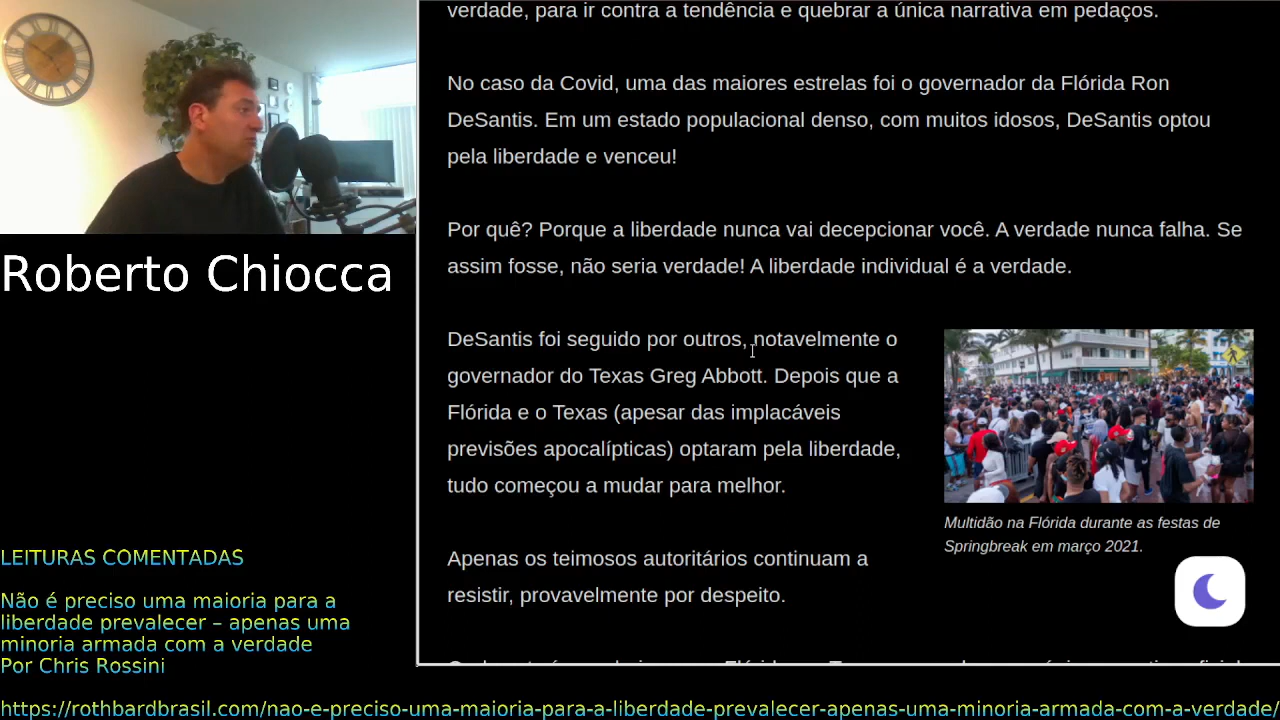 verdade, para ir contra a tendência e quebrar a única narrativa em pedaços.
No caso da Covid, uma das maiores estrelas foi o governador da Flórida Ron
DeSantis. Em um estado populacional denso, com muitos idosos, DeSantis optou
pela liberdade e venceu!
Por quê? Porque a liberdade nunca vai decepcionar você. A verdade nunca falha. Se
assim fosse, não seria verdade! A liberdade individual é a verdade.
DeSantis foi seguido por outros, notavelmente o
governador do Texas Greg Abbott. Depois que a
Flórida e o Texas (apesar das implacáveis
previsões apocalípticas) optaram pela liberdade,
tudo começou a mudar para melhor.
Multidão na Flórida durante as festas de
Springbreak em março 2021.
Apenas os teimosos autoritários continuam a
resistir, provavelmente por despeito.
Roberto Chiocca
LEITURAS COMENTADAS
Não é preciso uma maioria para a
liberdade prevalecer – apenas uma
minoria armada com a verdade
Por Chris Rossini
https://rothbardbrasil.com/nao-e-preciso-uma-maioria-para-a-liberdade-prevalecer-apenas-uma-minoria-armada-com-a-verdade/